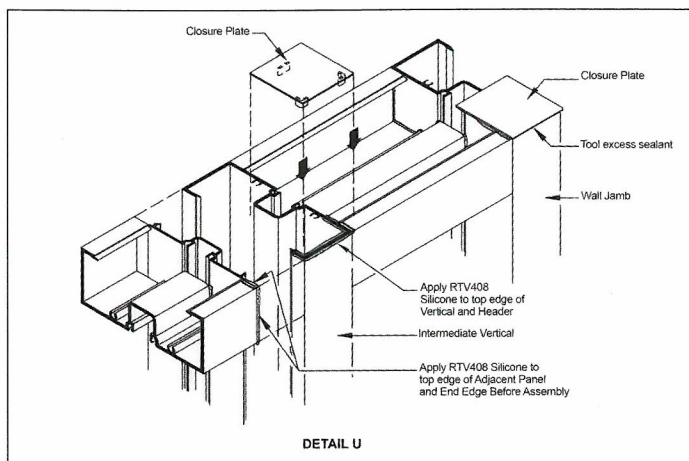 Closure Plate
Closure Plate
Tool excess sealant
Wall Jamb
Apply RTV408
Silicone to top edge of
Vertical and Header
Intermediate Vertical
Apply RTV408 Silicone to
top edge of Adjacent Panel
and End Edge Before Assembly
DETAIL U